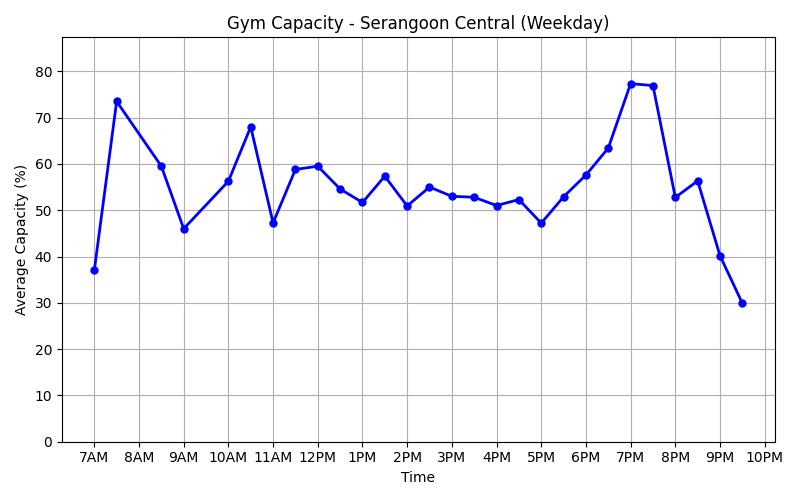 Gym Capacity - Serangoon Central (Weekday)
Average Capacity (%)
80
70
60
50
40
30
20
10
0
7AM 8AM 9AM 10AM 11AM 12PM 1PM 2PM 3PM 4PM 5PM 6PM 7PM 8PM 9PM 10PM
Time